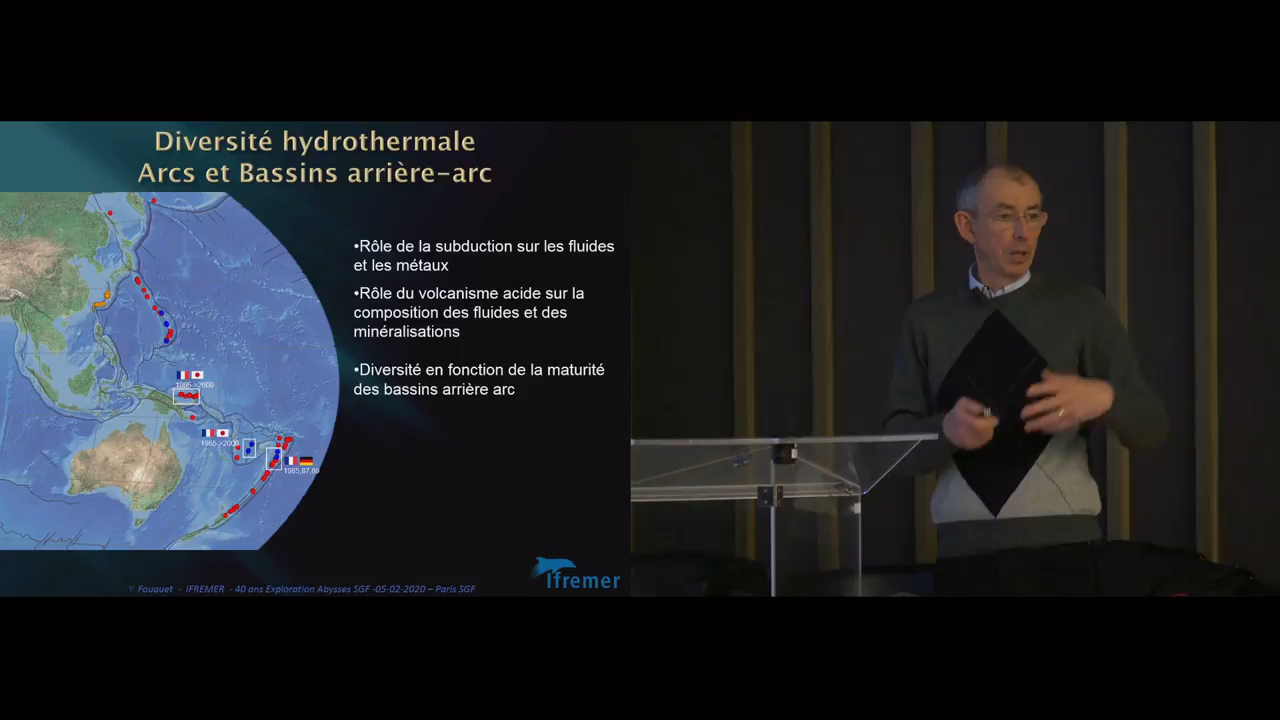 Diversité hydrothermale
Arcs et Bassins arrière-arc
•Rôle de la subduction sur les fluides
et les métaux
•Rôle du volcanisme acide sur la
composition des fluides et des
minéralisations
•Diversité en fonction de la maturité
des bassins arrière arc
1995->2000
1985->2000
1985,87,89
Ifremer
Y. Fouquet - IFREMER - 40 ans Exploration Abysses SGF -05-02-2020 – Paris SGF